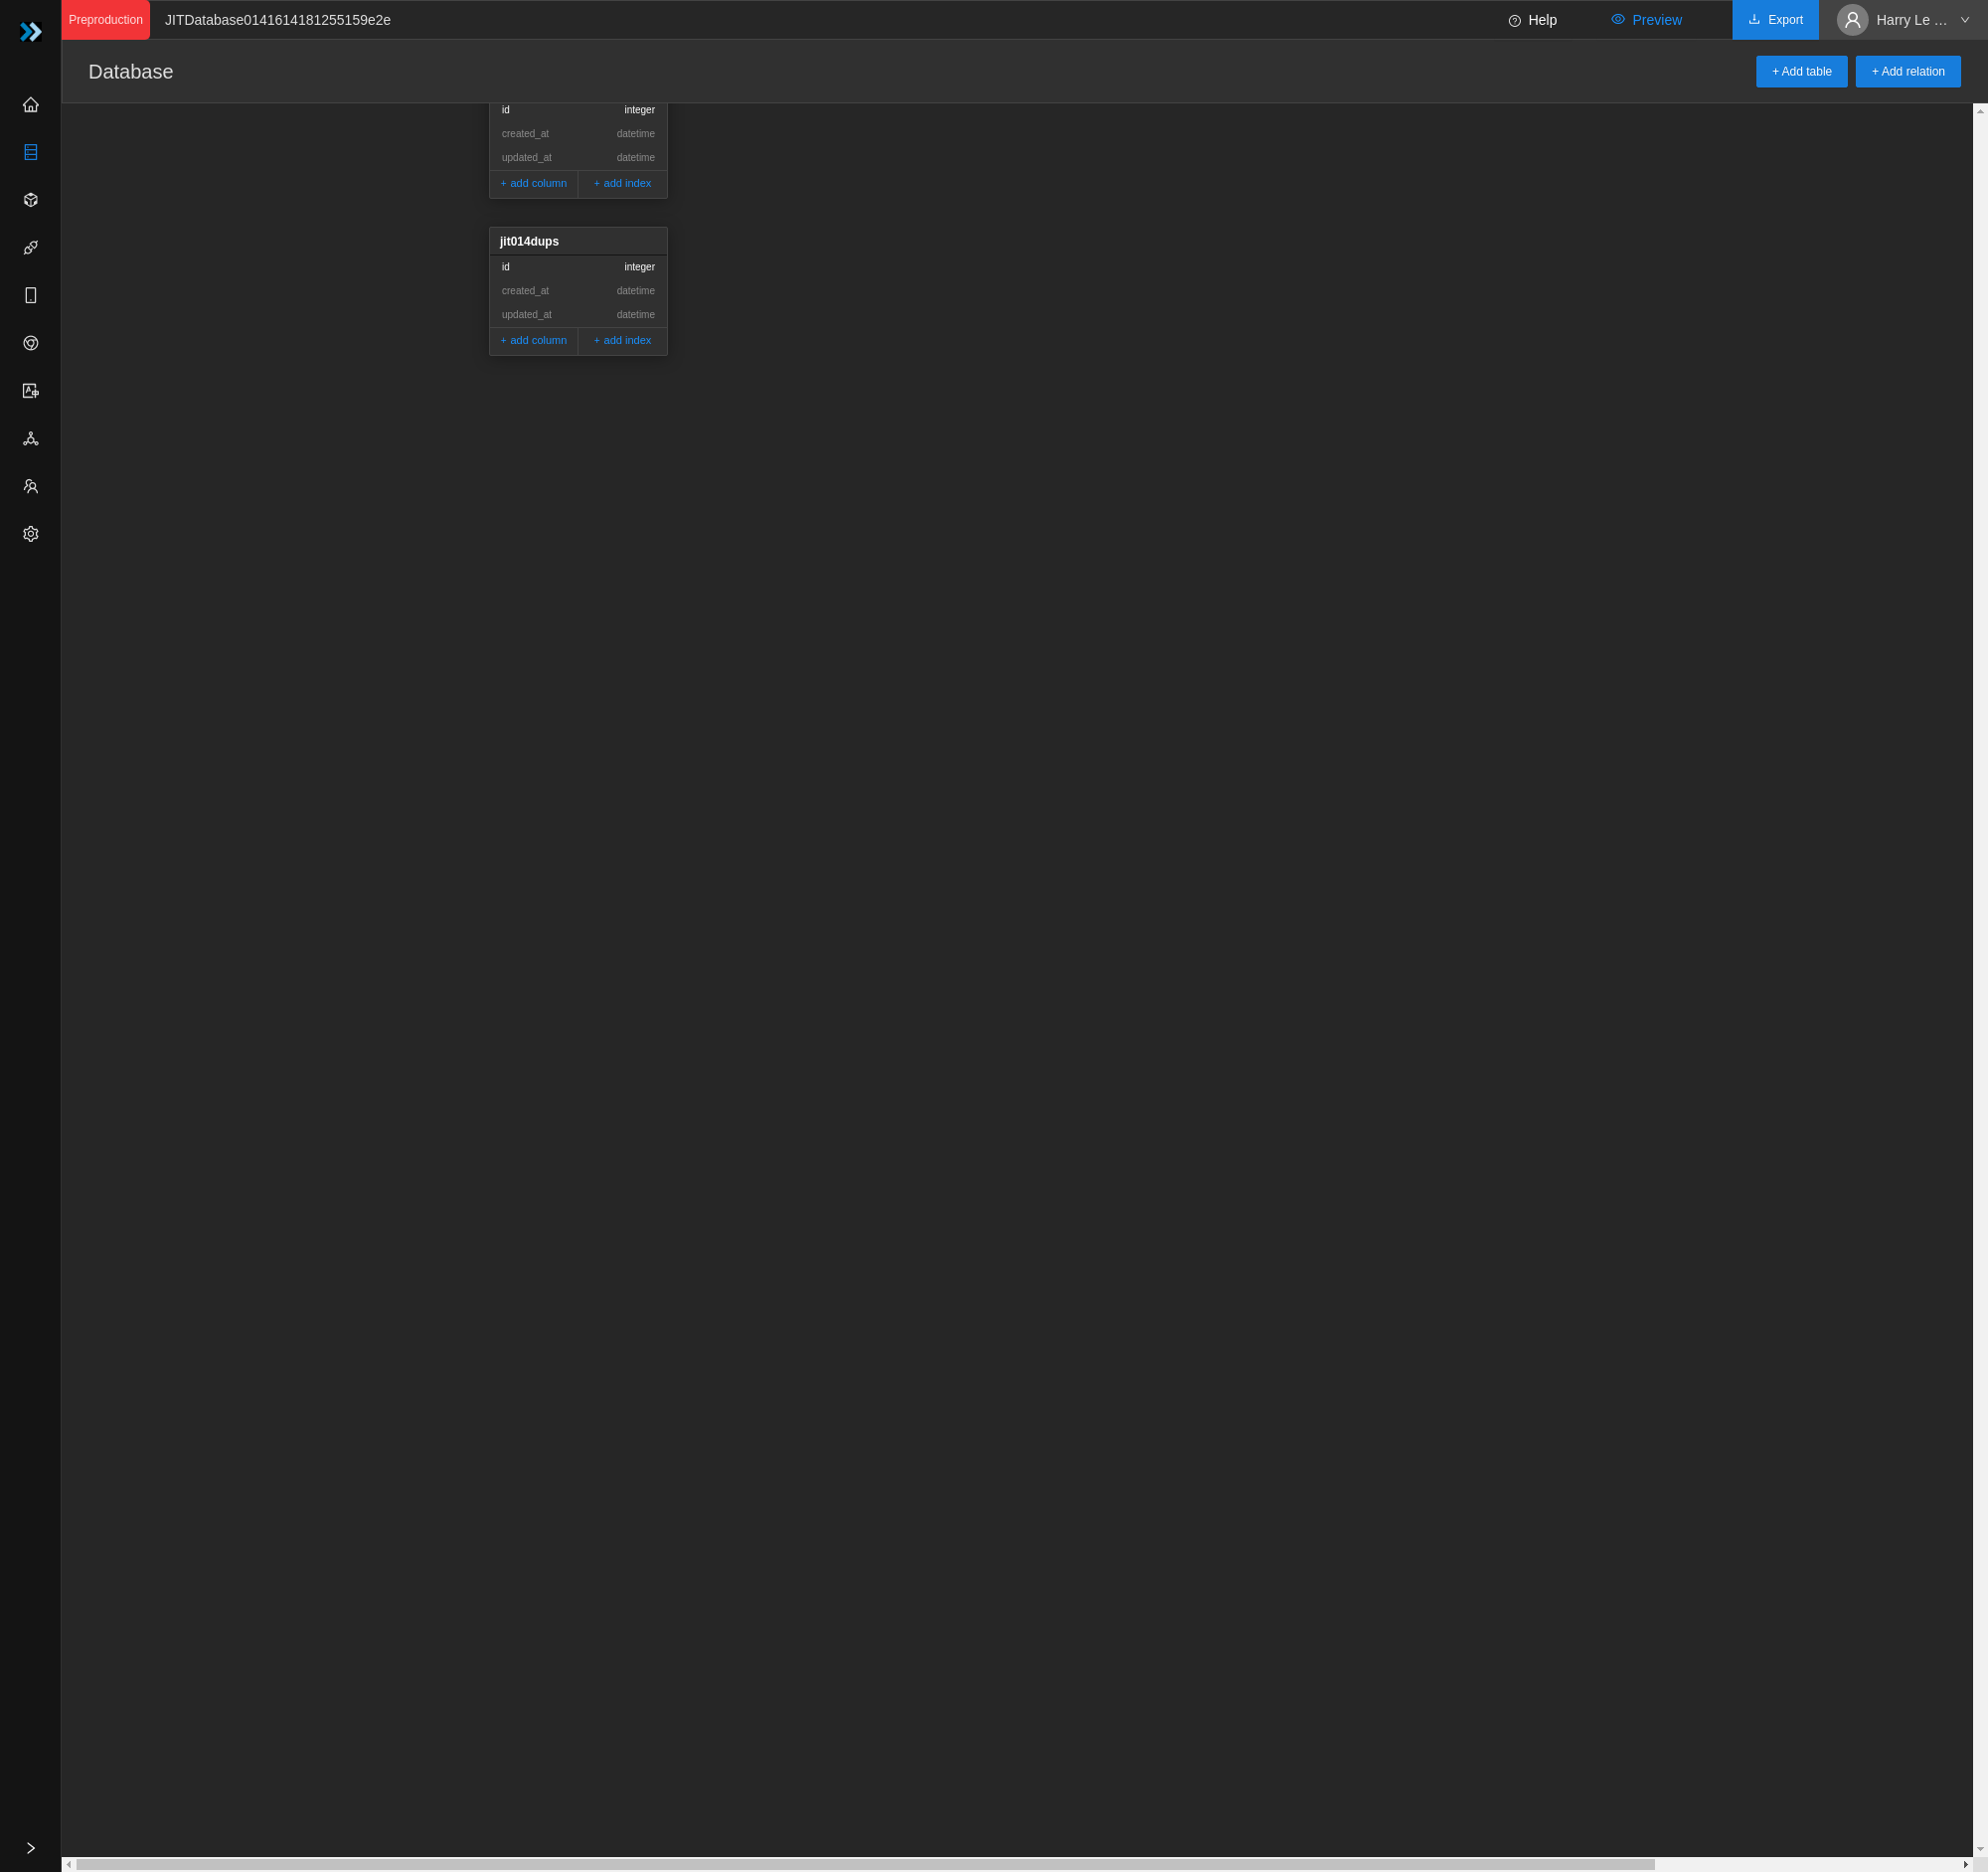 Preproduction JITDatabase0141614181255159e2e Help Preview Export Harry Le ...
Database + Add table + Add relation
id integer
created_at datetime
updated_at datetime
+ add column + add index
jit014dups
id integer
created_at datetime
updated_at datetime
+ add column + add index